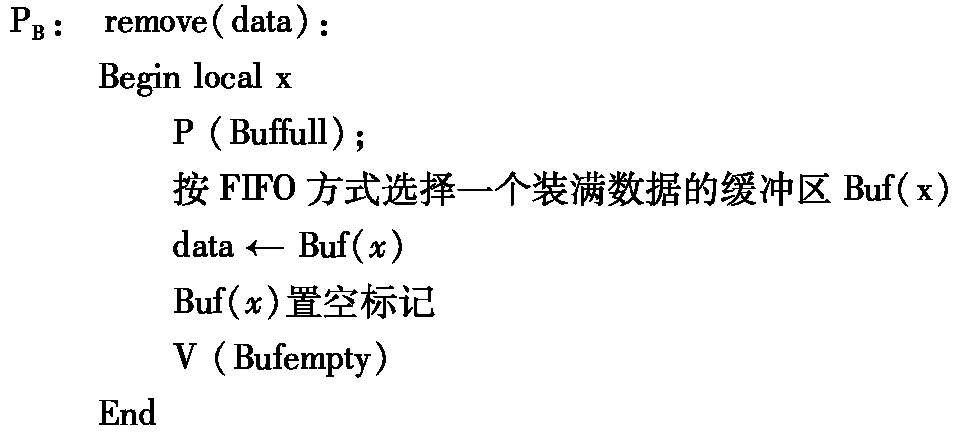 P_B： remove( data)：
Begin local x
P ( Buffull)；
按 FIFO 方式选择一个装满数据的缓冲区 Buf( x)
data ← Buf(x)
Buf(x)置空标记
V ( Bufempty)
End